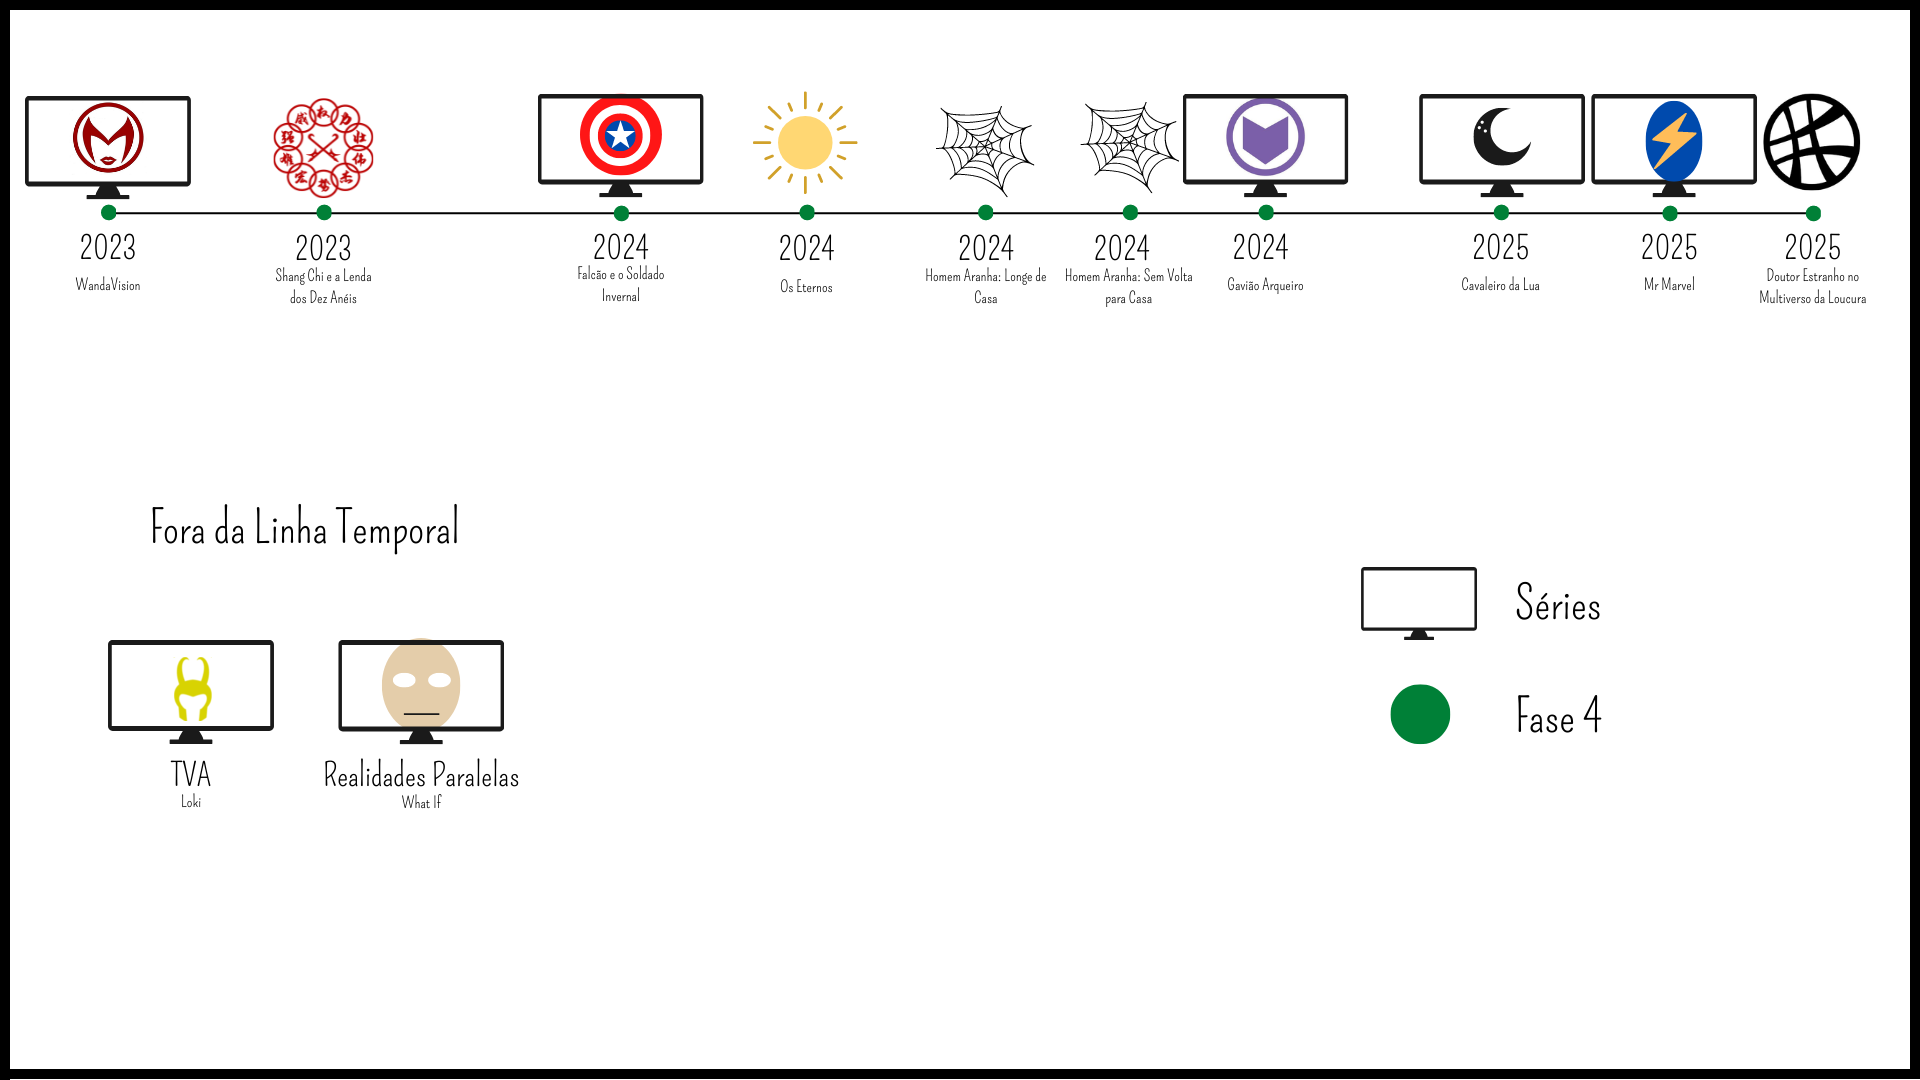 2023
WandaVision
2023
Shang Chi e a Lenda
dos Dez Anéis
2024
Falcão e o Soldado
Invernal
2024
Os Eternos
2024
Homem Aranha: Longe de
Casa
2024
Homem Aranha: Sem Volta
para Casa
2024
Gavião Arqueiro
2025
Cavaleiro da Lua
2025
Mr Marvel
2025
Doutor Estranho no
Multiverso da Loucura
Fora da Linha Temporal
TVA
Loki
Realidades Paralelas
What If
Séries
Fase 4